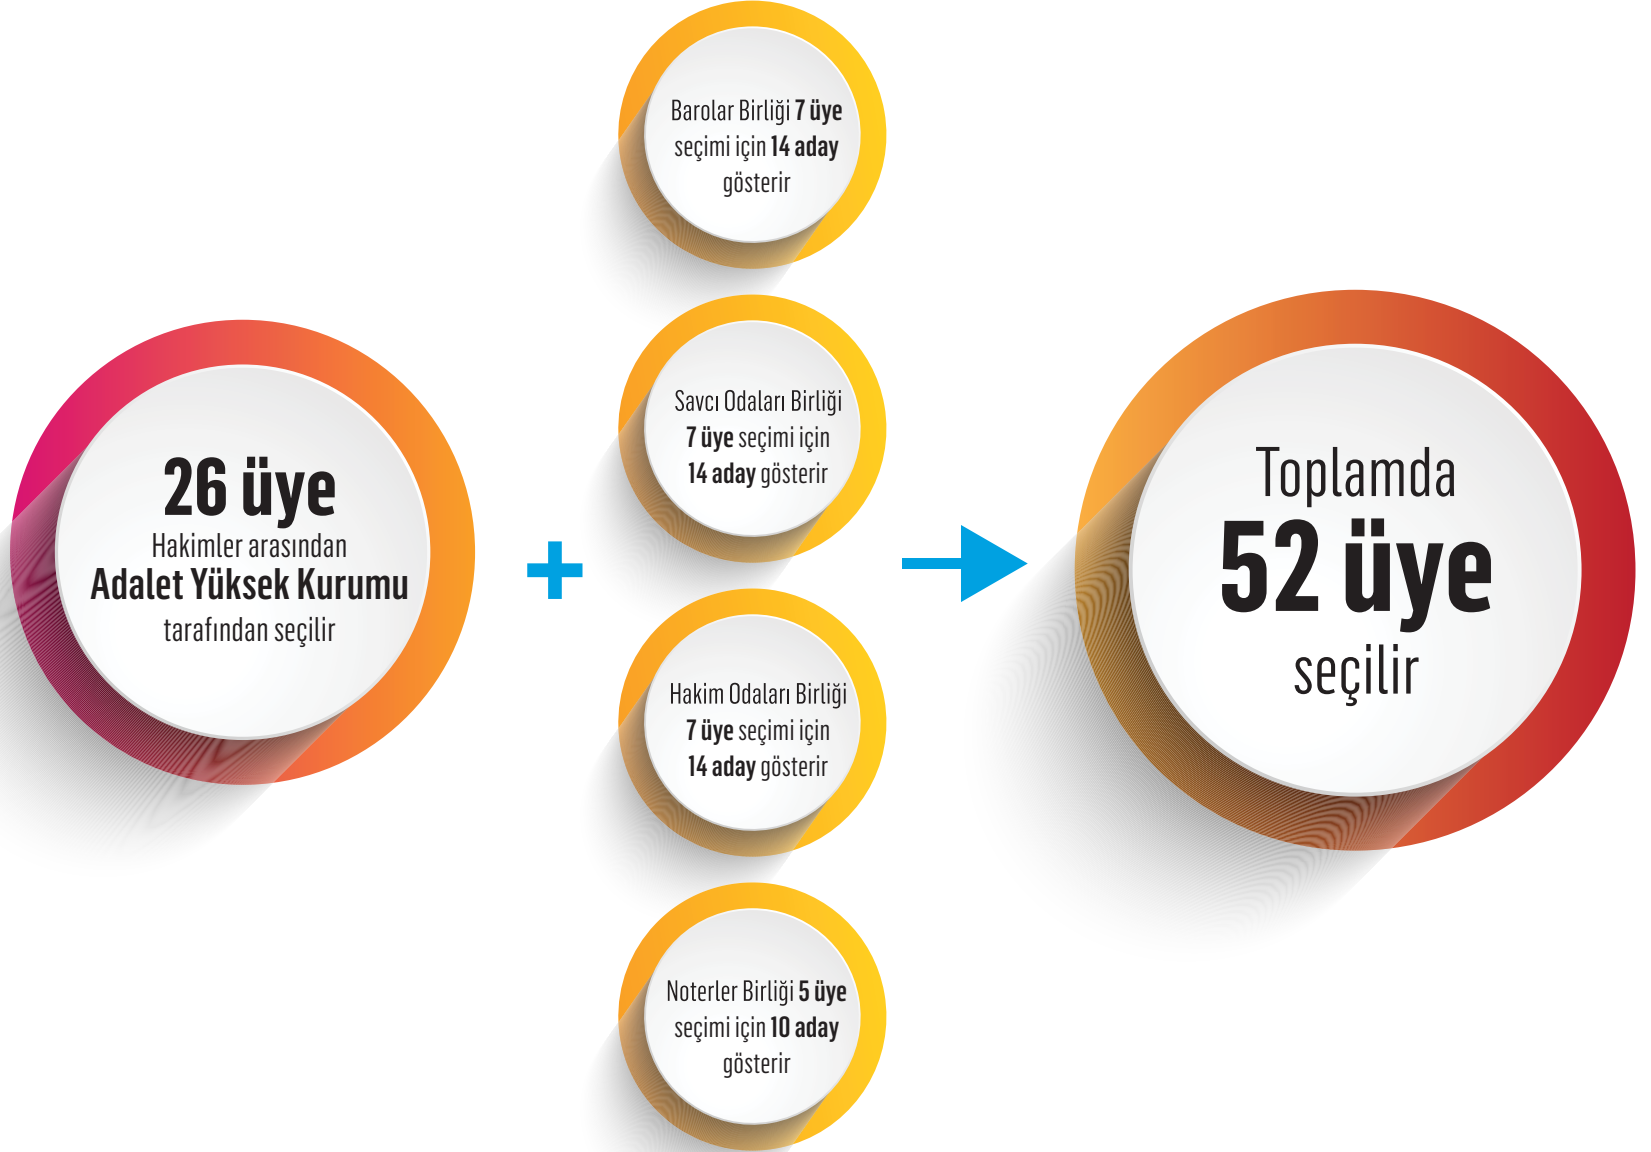 26 üye
Hakimler arasından
Adalet Yüksek Kurumu
tarafından seçilir
+
Barolar Birliği 7 üye
seçimi için 14 aday
gösterir
Savcı Odaları Birliği
7 üye seçimi için
14 aday gösterir
Hakim Odaları Birliği
7 üye seçimi için
14 aday gösterir
Noterler Birliği 5 üye
seçimi için 10 aday
gösterir
Toplamda
52 üye
seçilir